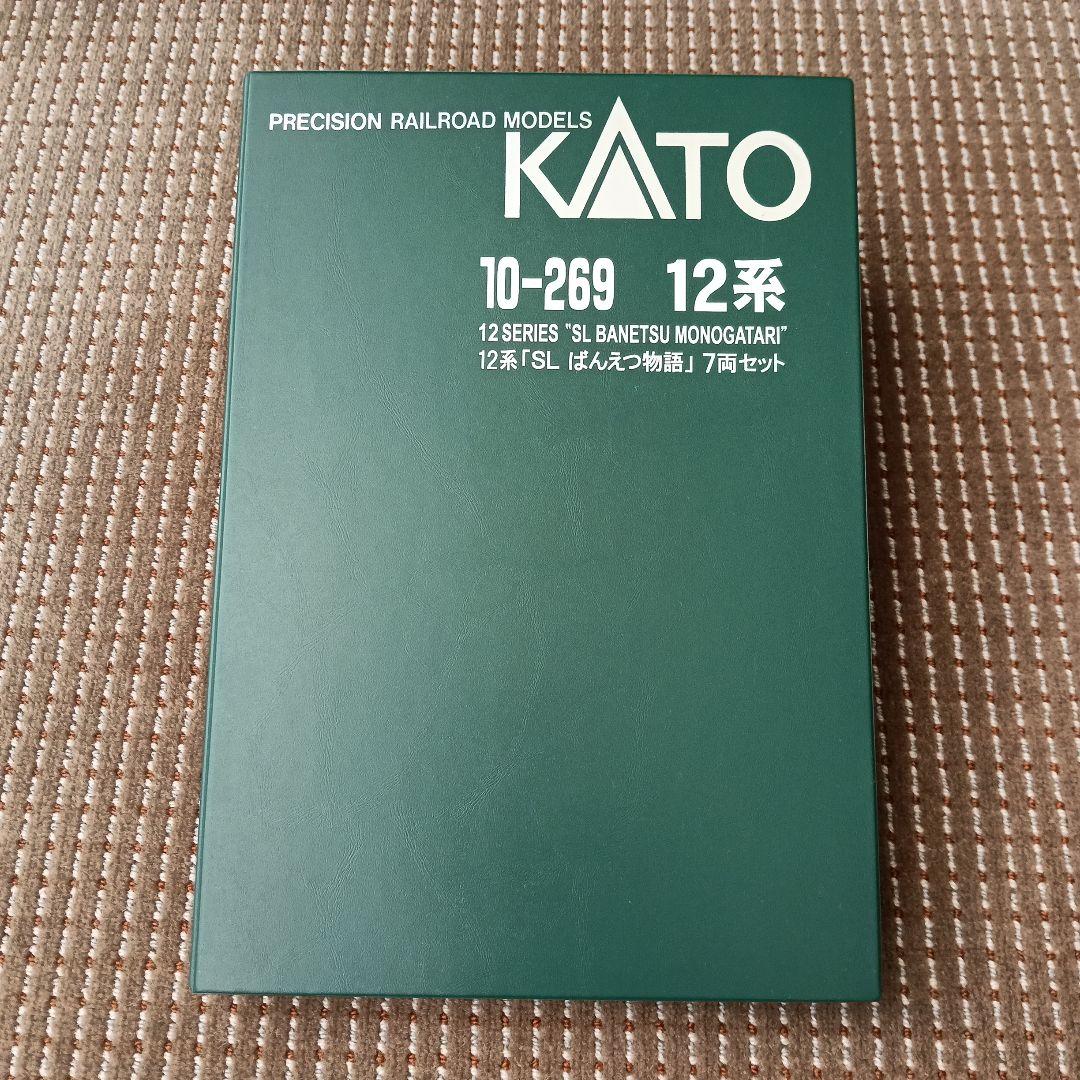 PRECISION RAILROAD MODELS
KATO
10-269 12系
12 SERIES "SL BANETSU MONOGATARI"
12系「SL ばんえつ物語」 7両セット